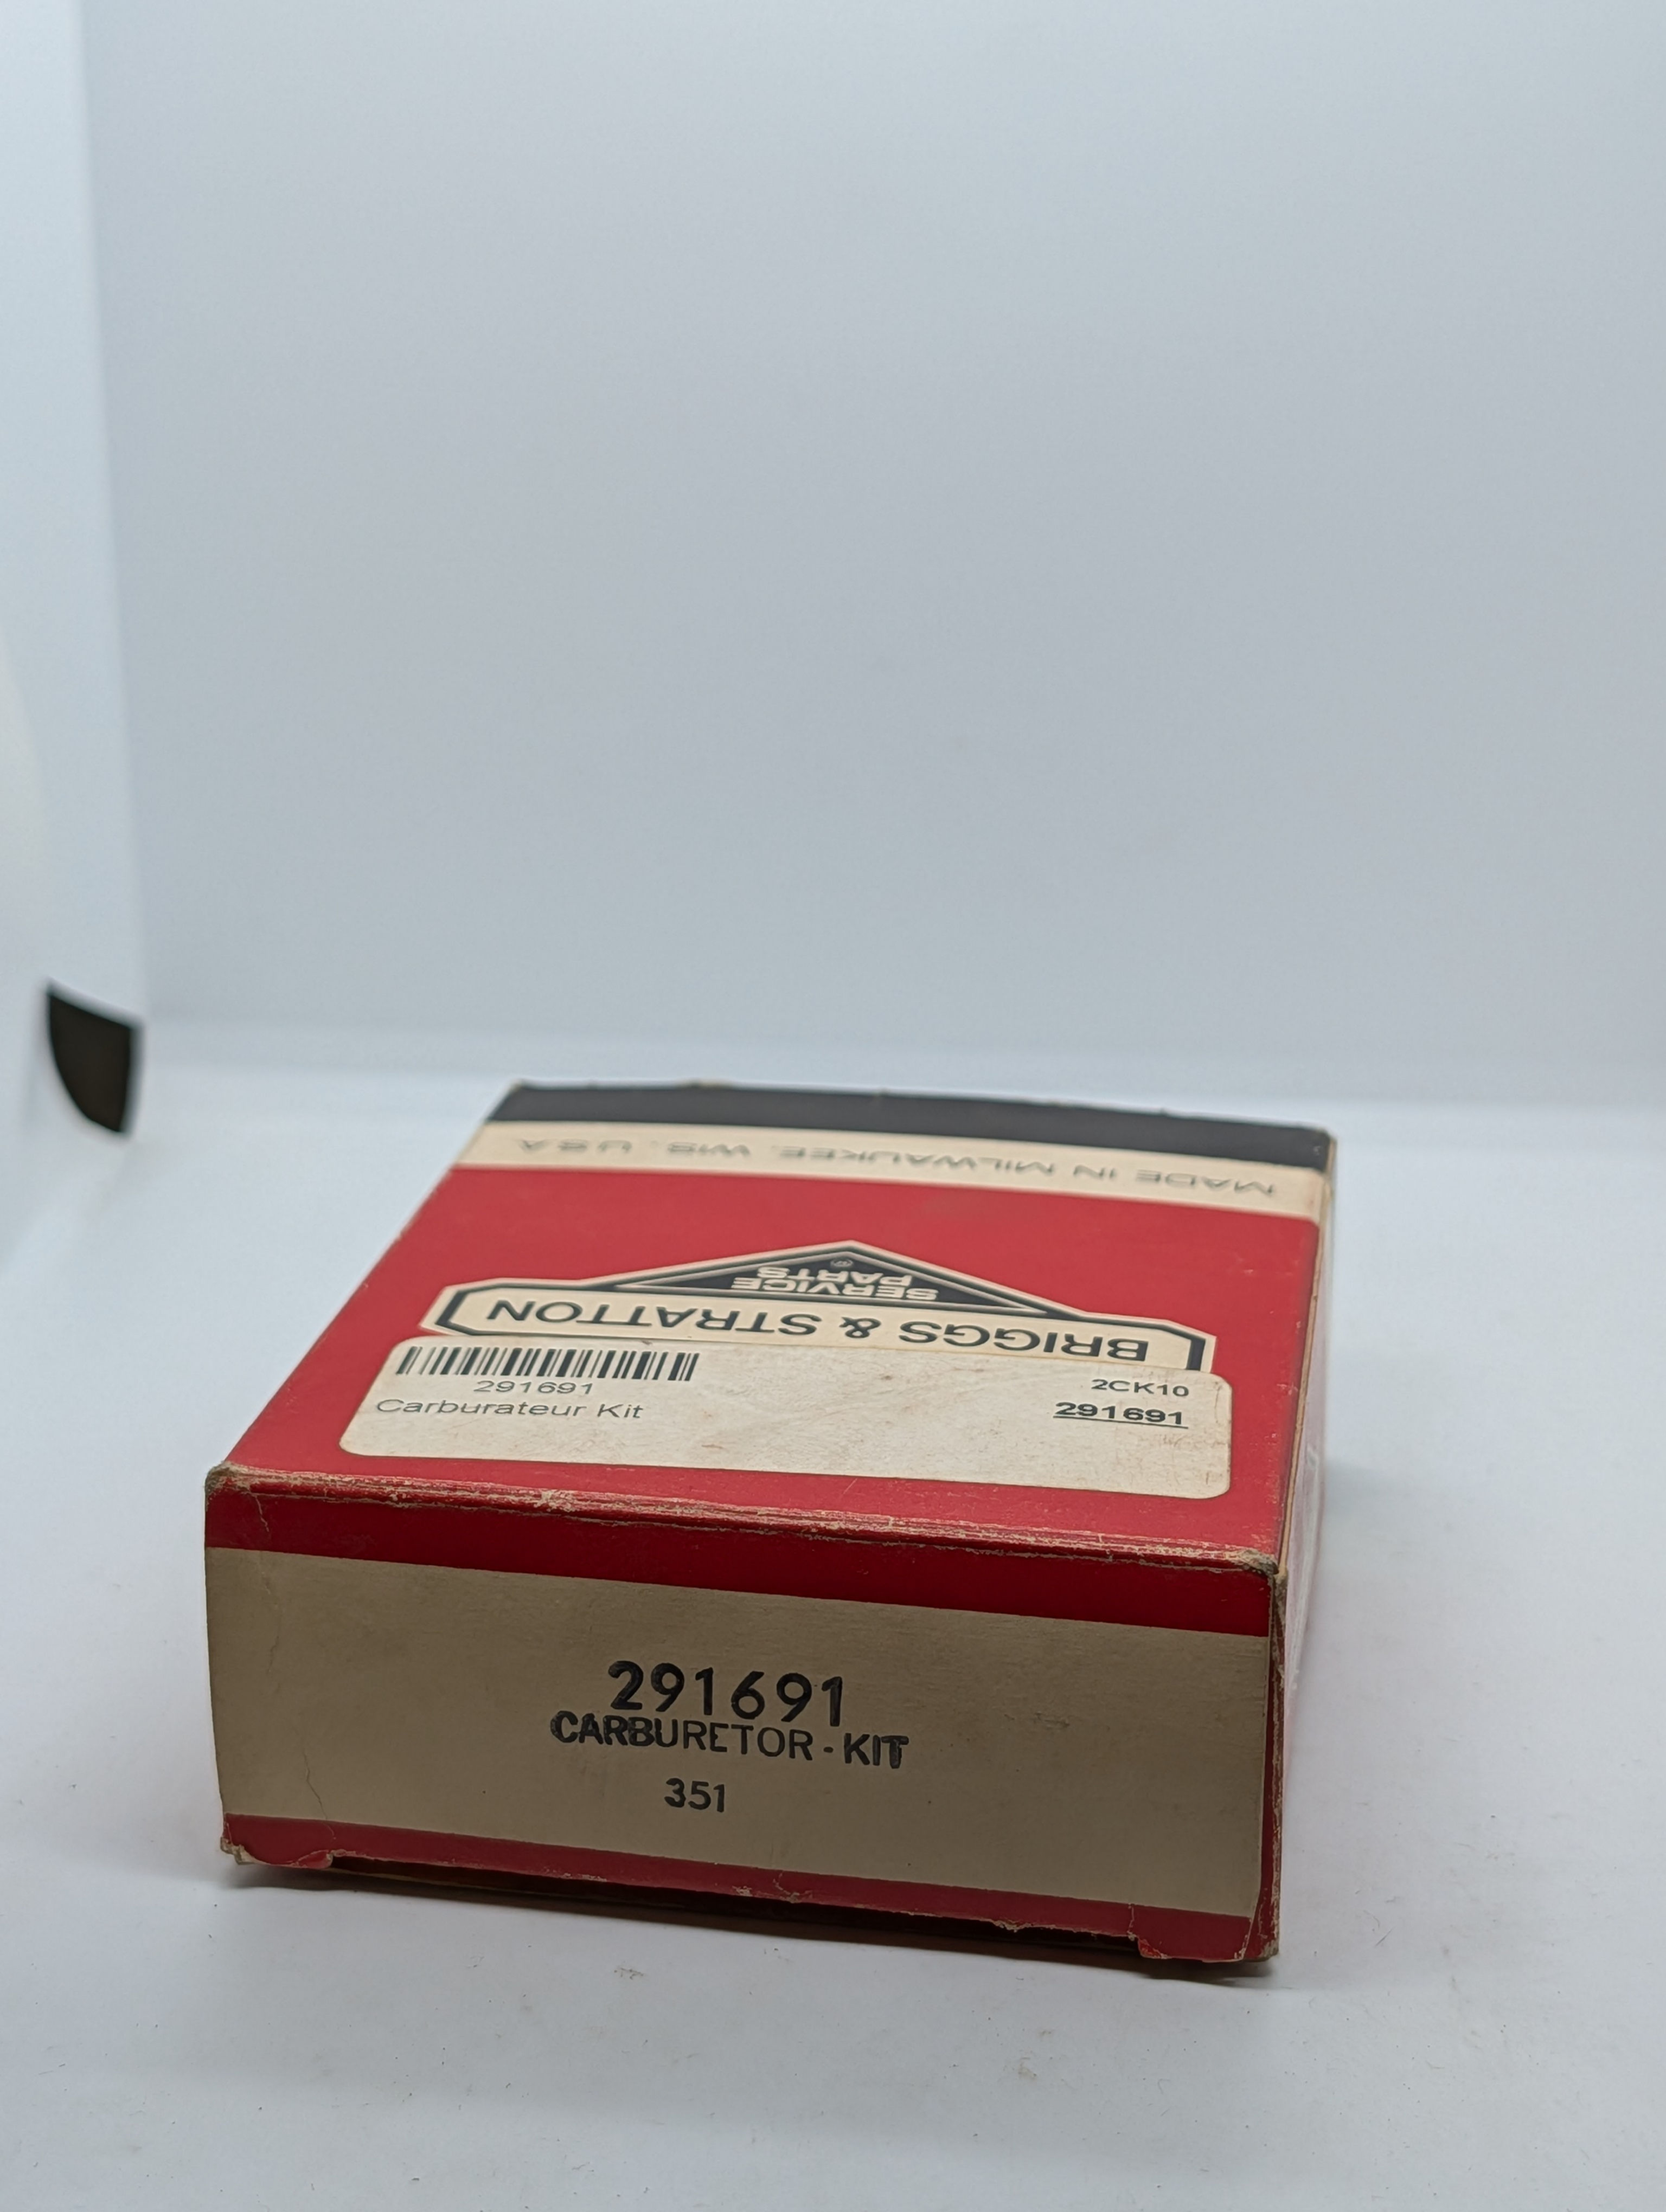 MADE IN MILWAUKEE, WIS. U.S.A.
SERVICE
PARTS
®
BRIGGS & STRATTON
291691
Carburateur Kit
2CK10
291691
291691
CARBURETOR-KIT
351